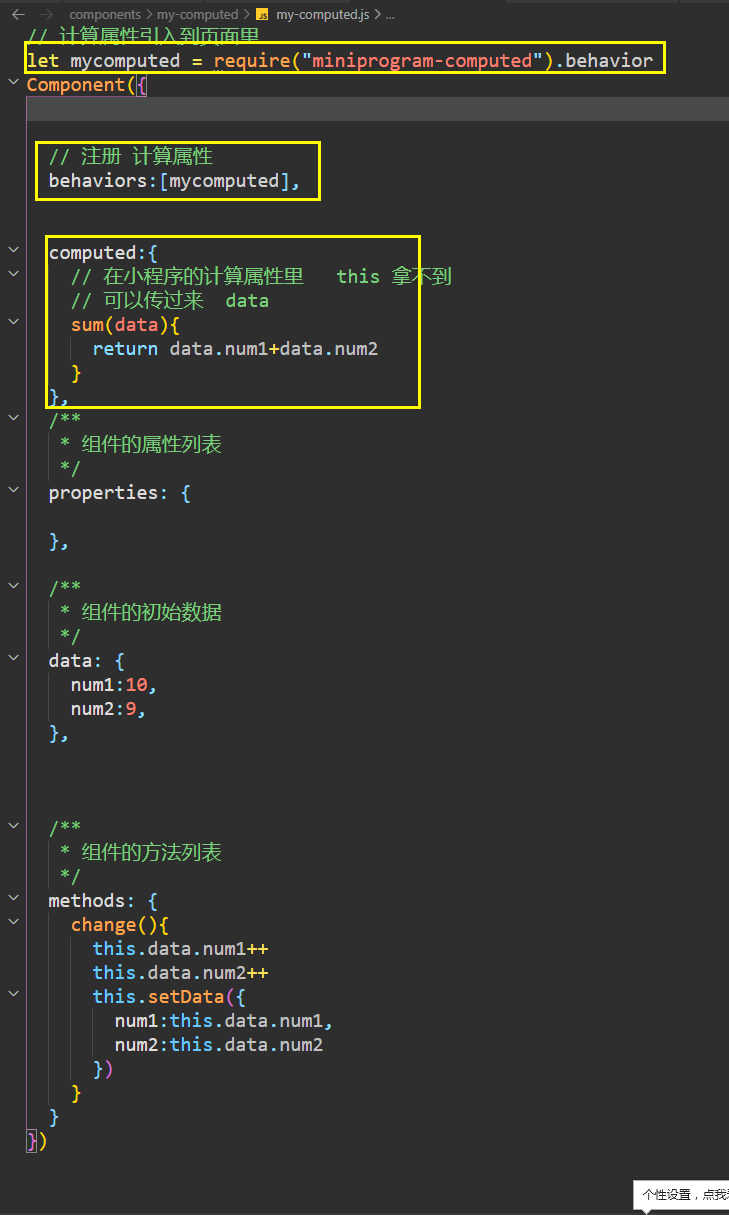 components > my-computed > my-computed.js > ...
// 计算属性引入到页面里
let mycomputed = require("miniprogram-computed").behavior
Component({
// 注册 计算属性
behaviors:[mycomputed],
computed:{
// 在小程序的计算属性里 this 拿不到
// 可以传过来 data
sum(data){
return data.num1+data.num2
}
},
/**
* 组件的属性列表
*/
properties: {
},
/**
* 组件的初始数据
*/
data: {
num1:10,
num2:9,
},
/**
* 组件的方法列表
*/
methods: {
change(){
this.data.num1++
this.data.num2++
this.setData({
num1:this.data.num1,
num2:this.data.num2
})
}
}
})
个性设置，点我